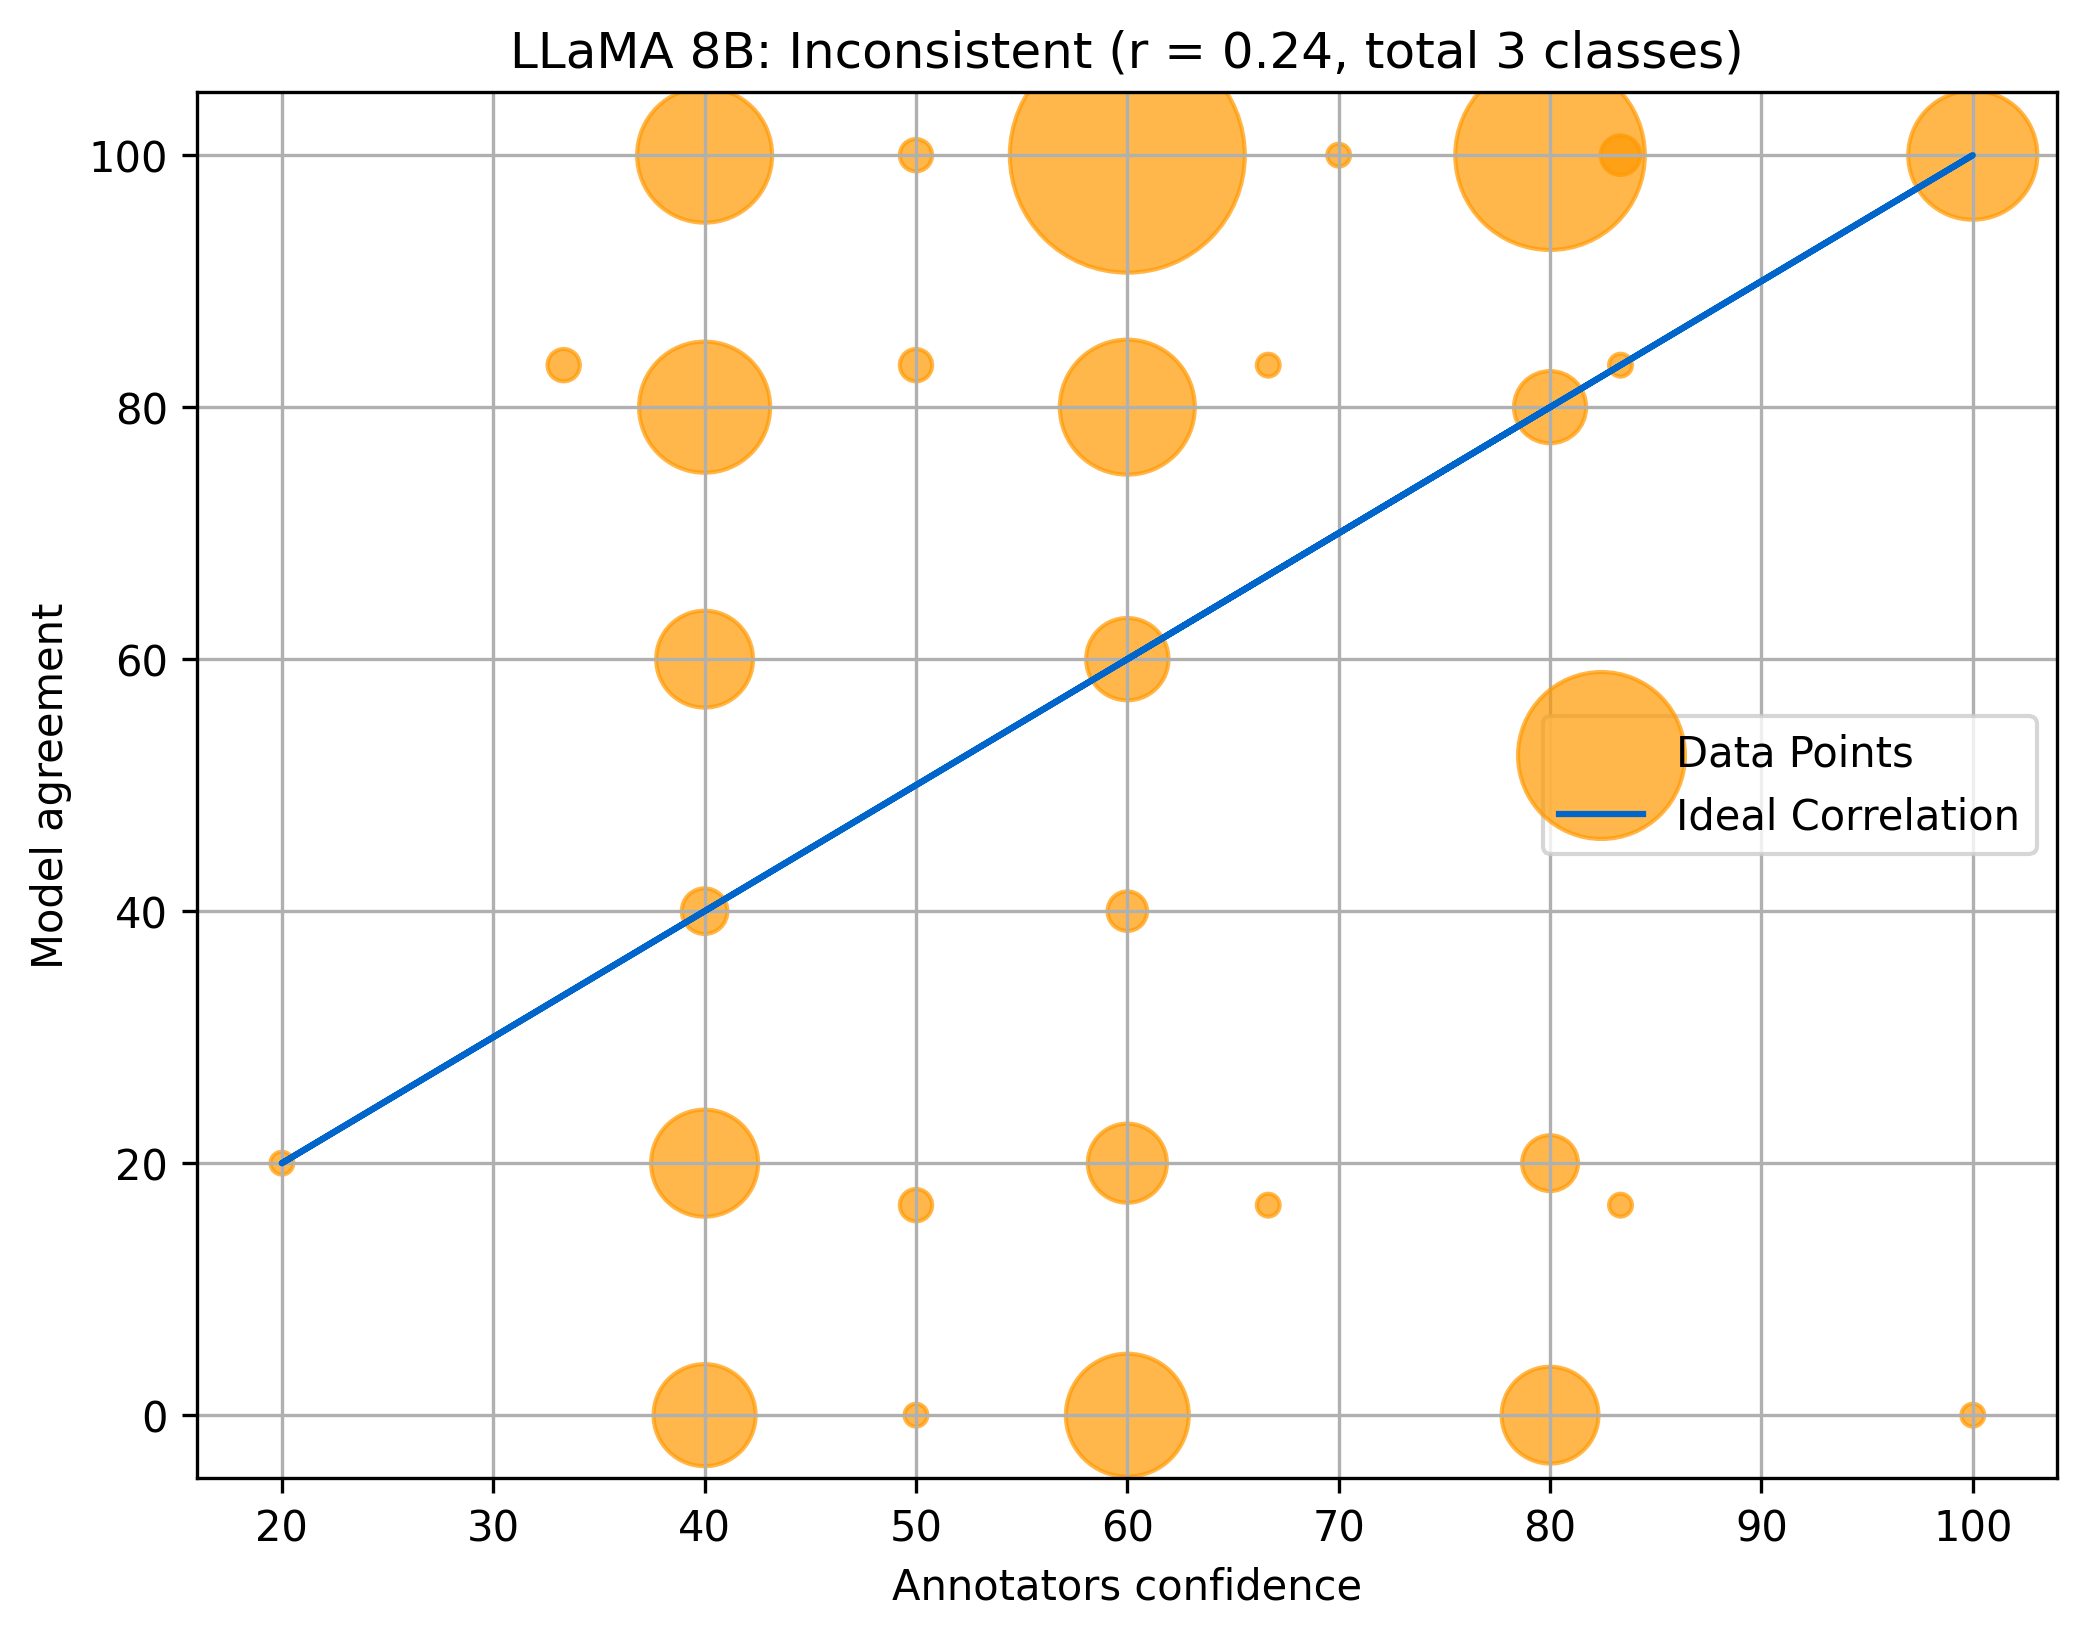 LLaMA 8B: Inconsistent (r = 0.24, total 3 classes)
100
80
60
40
20
0
Model agreement
Data Points
Ideal Correlation
20 30 40 50 60 70 80 90 100
Annotators confidence